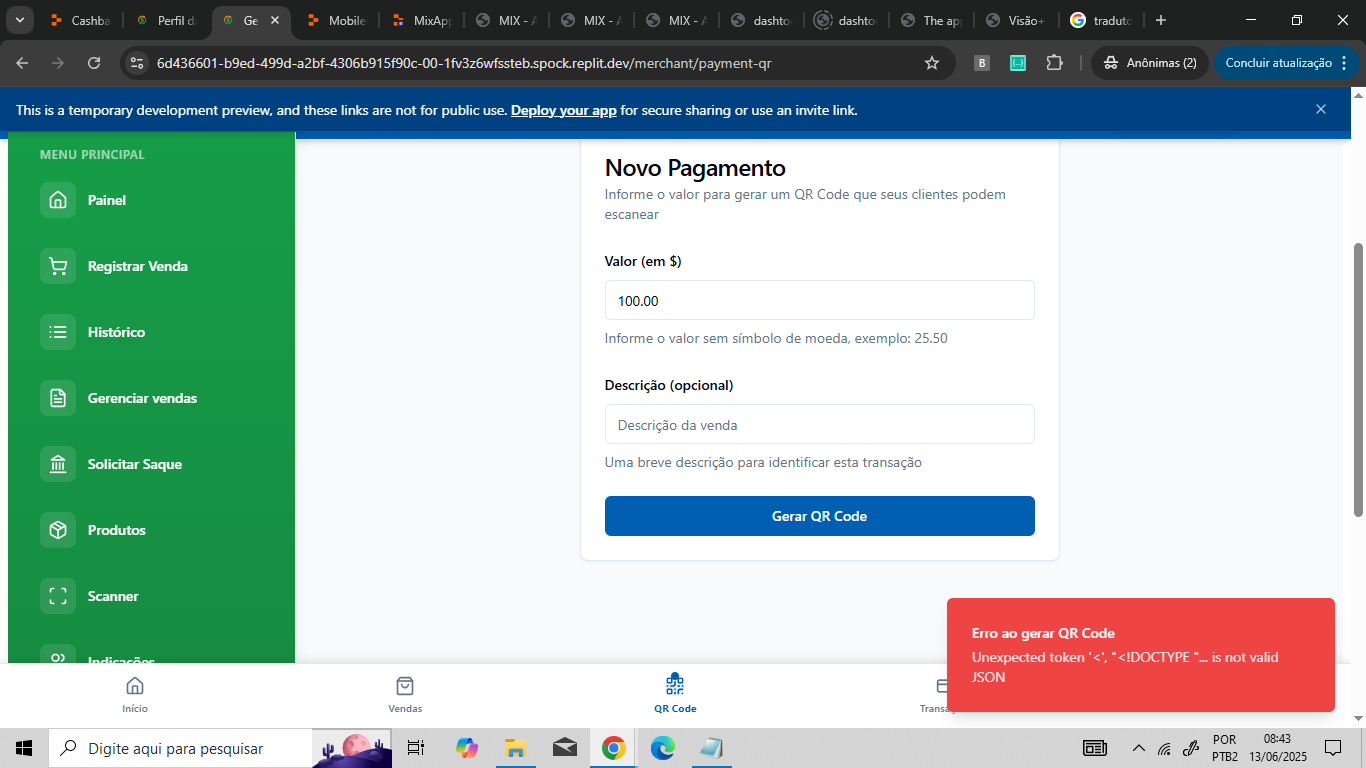 Cashba
Perfil da
Ge
Mobile
MixApp
MIX - A
MIX - A
MIX - A
dashto
dashto
The app
Visão+
traduto
6d436601-b9ed-499d-a2bf-4306b915f90c-00-1fv3z6wfssteb.spock.replit.dev/merchant/payment-qr
B
{..}
Anônimas (2)
Concluir atualização
This is a temporary development preview, and these links are not for public use. Deploy your app for secure sharing or use an invite link.
MENU PRINCIPAL
Painel
Registrar Venda
Histórico
Gerenciar vendas
Solicitar Saque
Produtos
Scanner
Indicações
Novo Pagamento
Informe o valor para gerar um QR Code que seus clientes podem
escanear
Valor (em $)
100.00
Informe o valor sem símbolo de moeda, exemplo: 25.50
Descrição (opcional)
Descrição da venda
Uma breve descrição para identificar esta transação
Gerar QR Code
Erro ao gerar QR Code
Unexpected token '<', "<!DOCTYPE "... is not valid
JSON
Início
Vendas
QR Code
Transaç
Digite aqui para pesquisar
POR
PTB2
08:43
13/06/2025